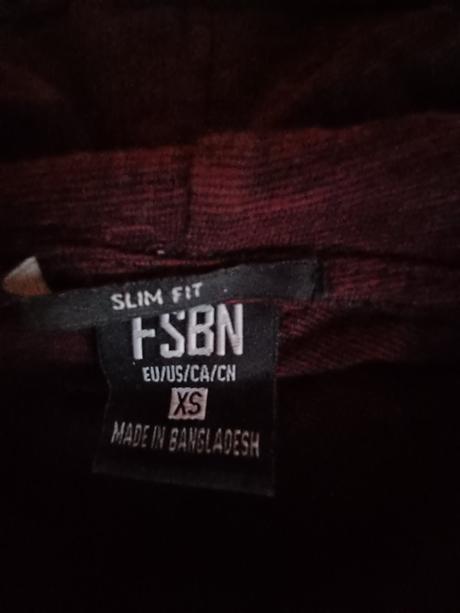 SLIM FIT
FSBN
EU/US/CA/CN
XS
MADE IN BANGLADESH